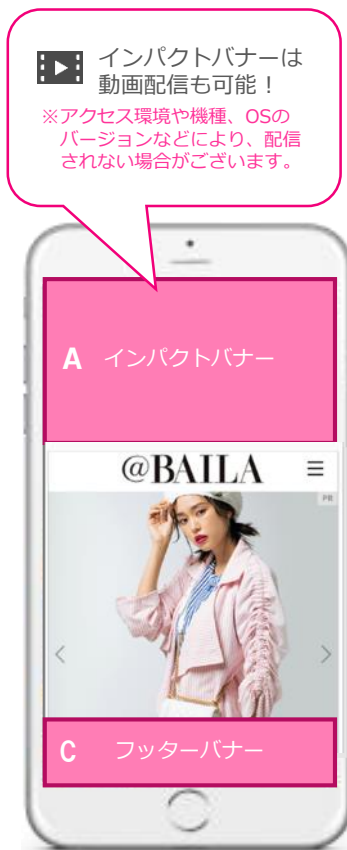 インパクトバナーは
動画配信も可能！
※アクセス環境や機種、OSの
バージョンなどにより、配信
されない場合がございます。
A インパクトバナー
@BAILA
PR
C フッターバナー